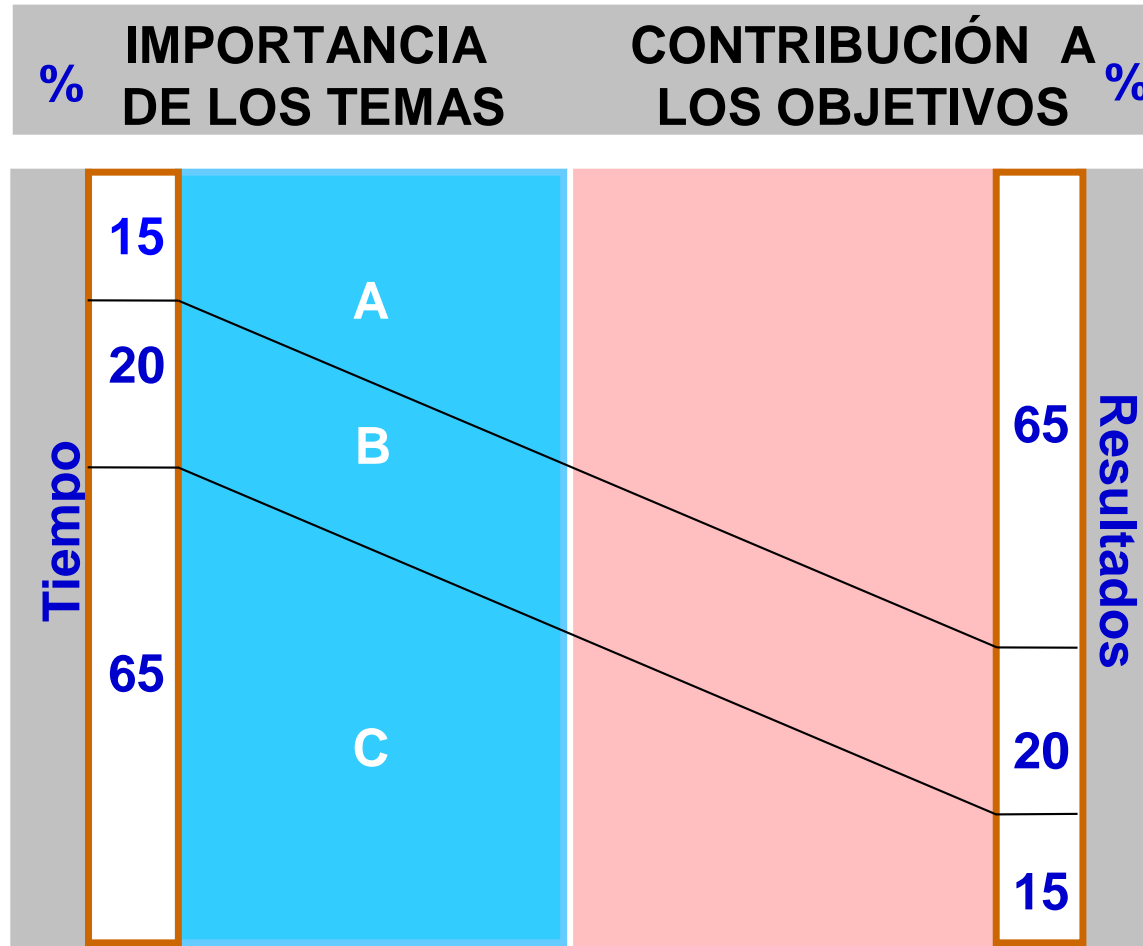 %
IMPORTANCIA
DE LOS TEMAS
CONTRIBUCIÓN A
LOS OBJETIVOS
%
Tiempo
15
20
65
A
B
C
65
20
15
Resultados